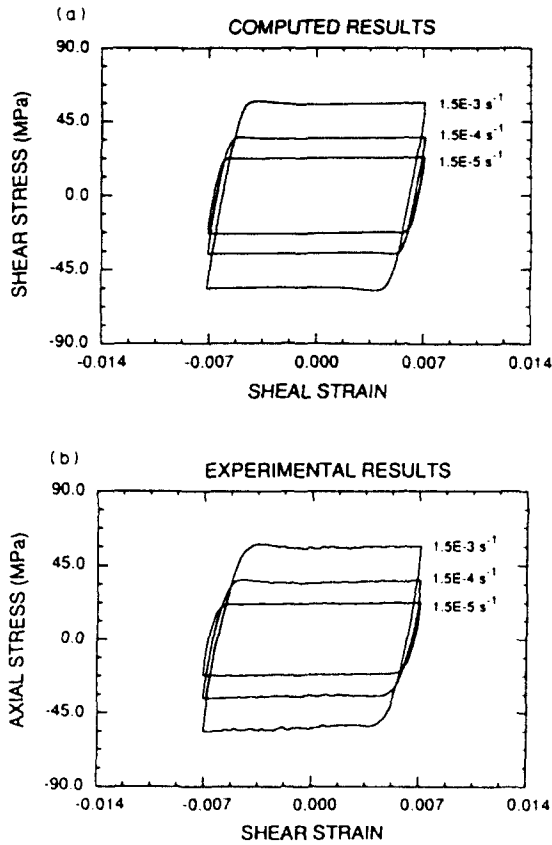 (a)
COMPUTED RESULTS
90.0
45.0
0.0
-45.0
-90.0
SHEAR STRESS (MPa)
1.5E-3 s⁻¹
1.5E-4 s⁻¹
1.5E-5 s⁻¹
-0.014 -0.007 0.000 0.007 0.014
SHEAL STRAIN
(b)
EXPERIMENTAL RESULTS
90.0
45.0
0.0
-45.0
-90.0
AXIAL STRESS (MPa)
1.5E-3 s⁻¹
1.5E-4 s⁻¹
1.5E-5 s⁻¹
-0.014 -0.007 0.000 0.007 0.014
SHEAR STRAIN